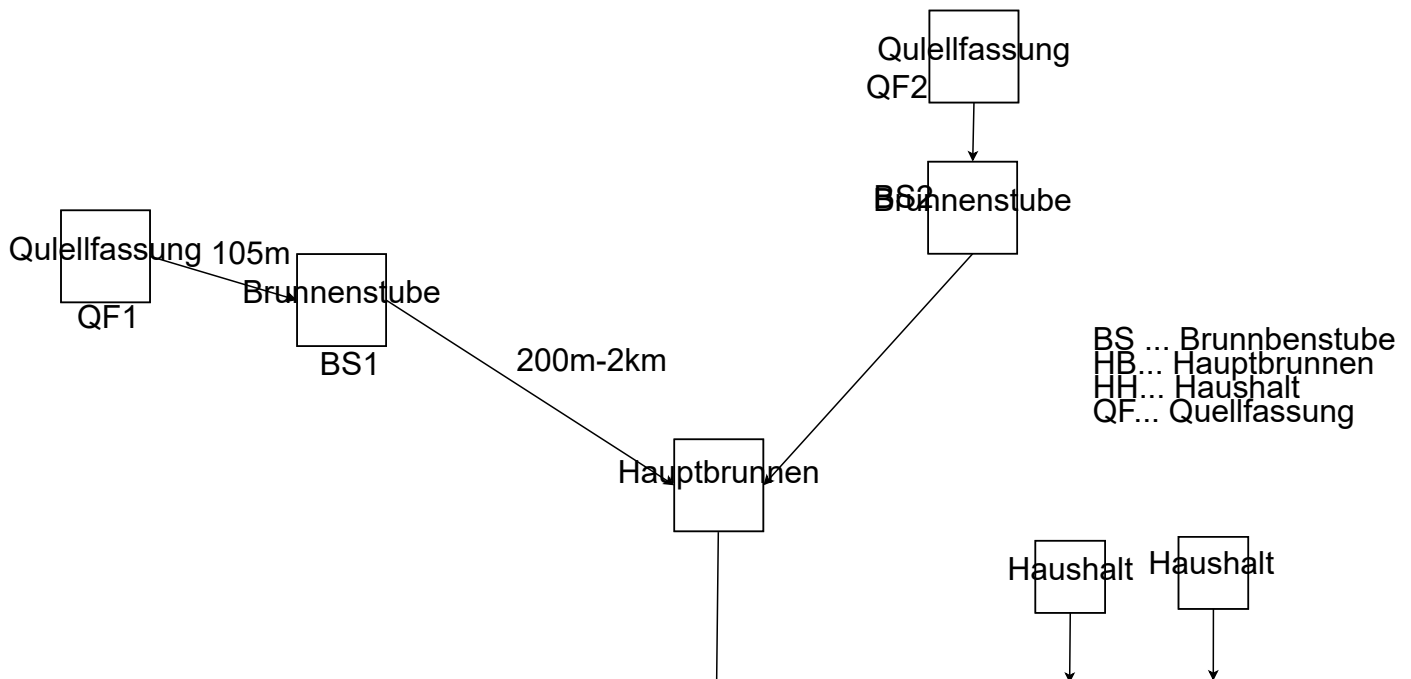 Qulellfassung
QF2
BS2
Brunnenstube
Qulellfassung
105m
Brunnenstube
QF1
BS1
200m-2km
BS ... Brunnbenstube
HB... Hauptbrunnen
HH... Haushalt
QF... Quellfassung
Hauptbrunnen
Haushalt
Haushalt